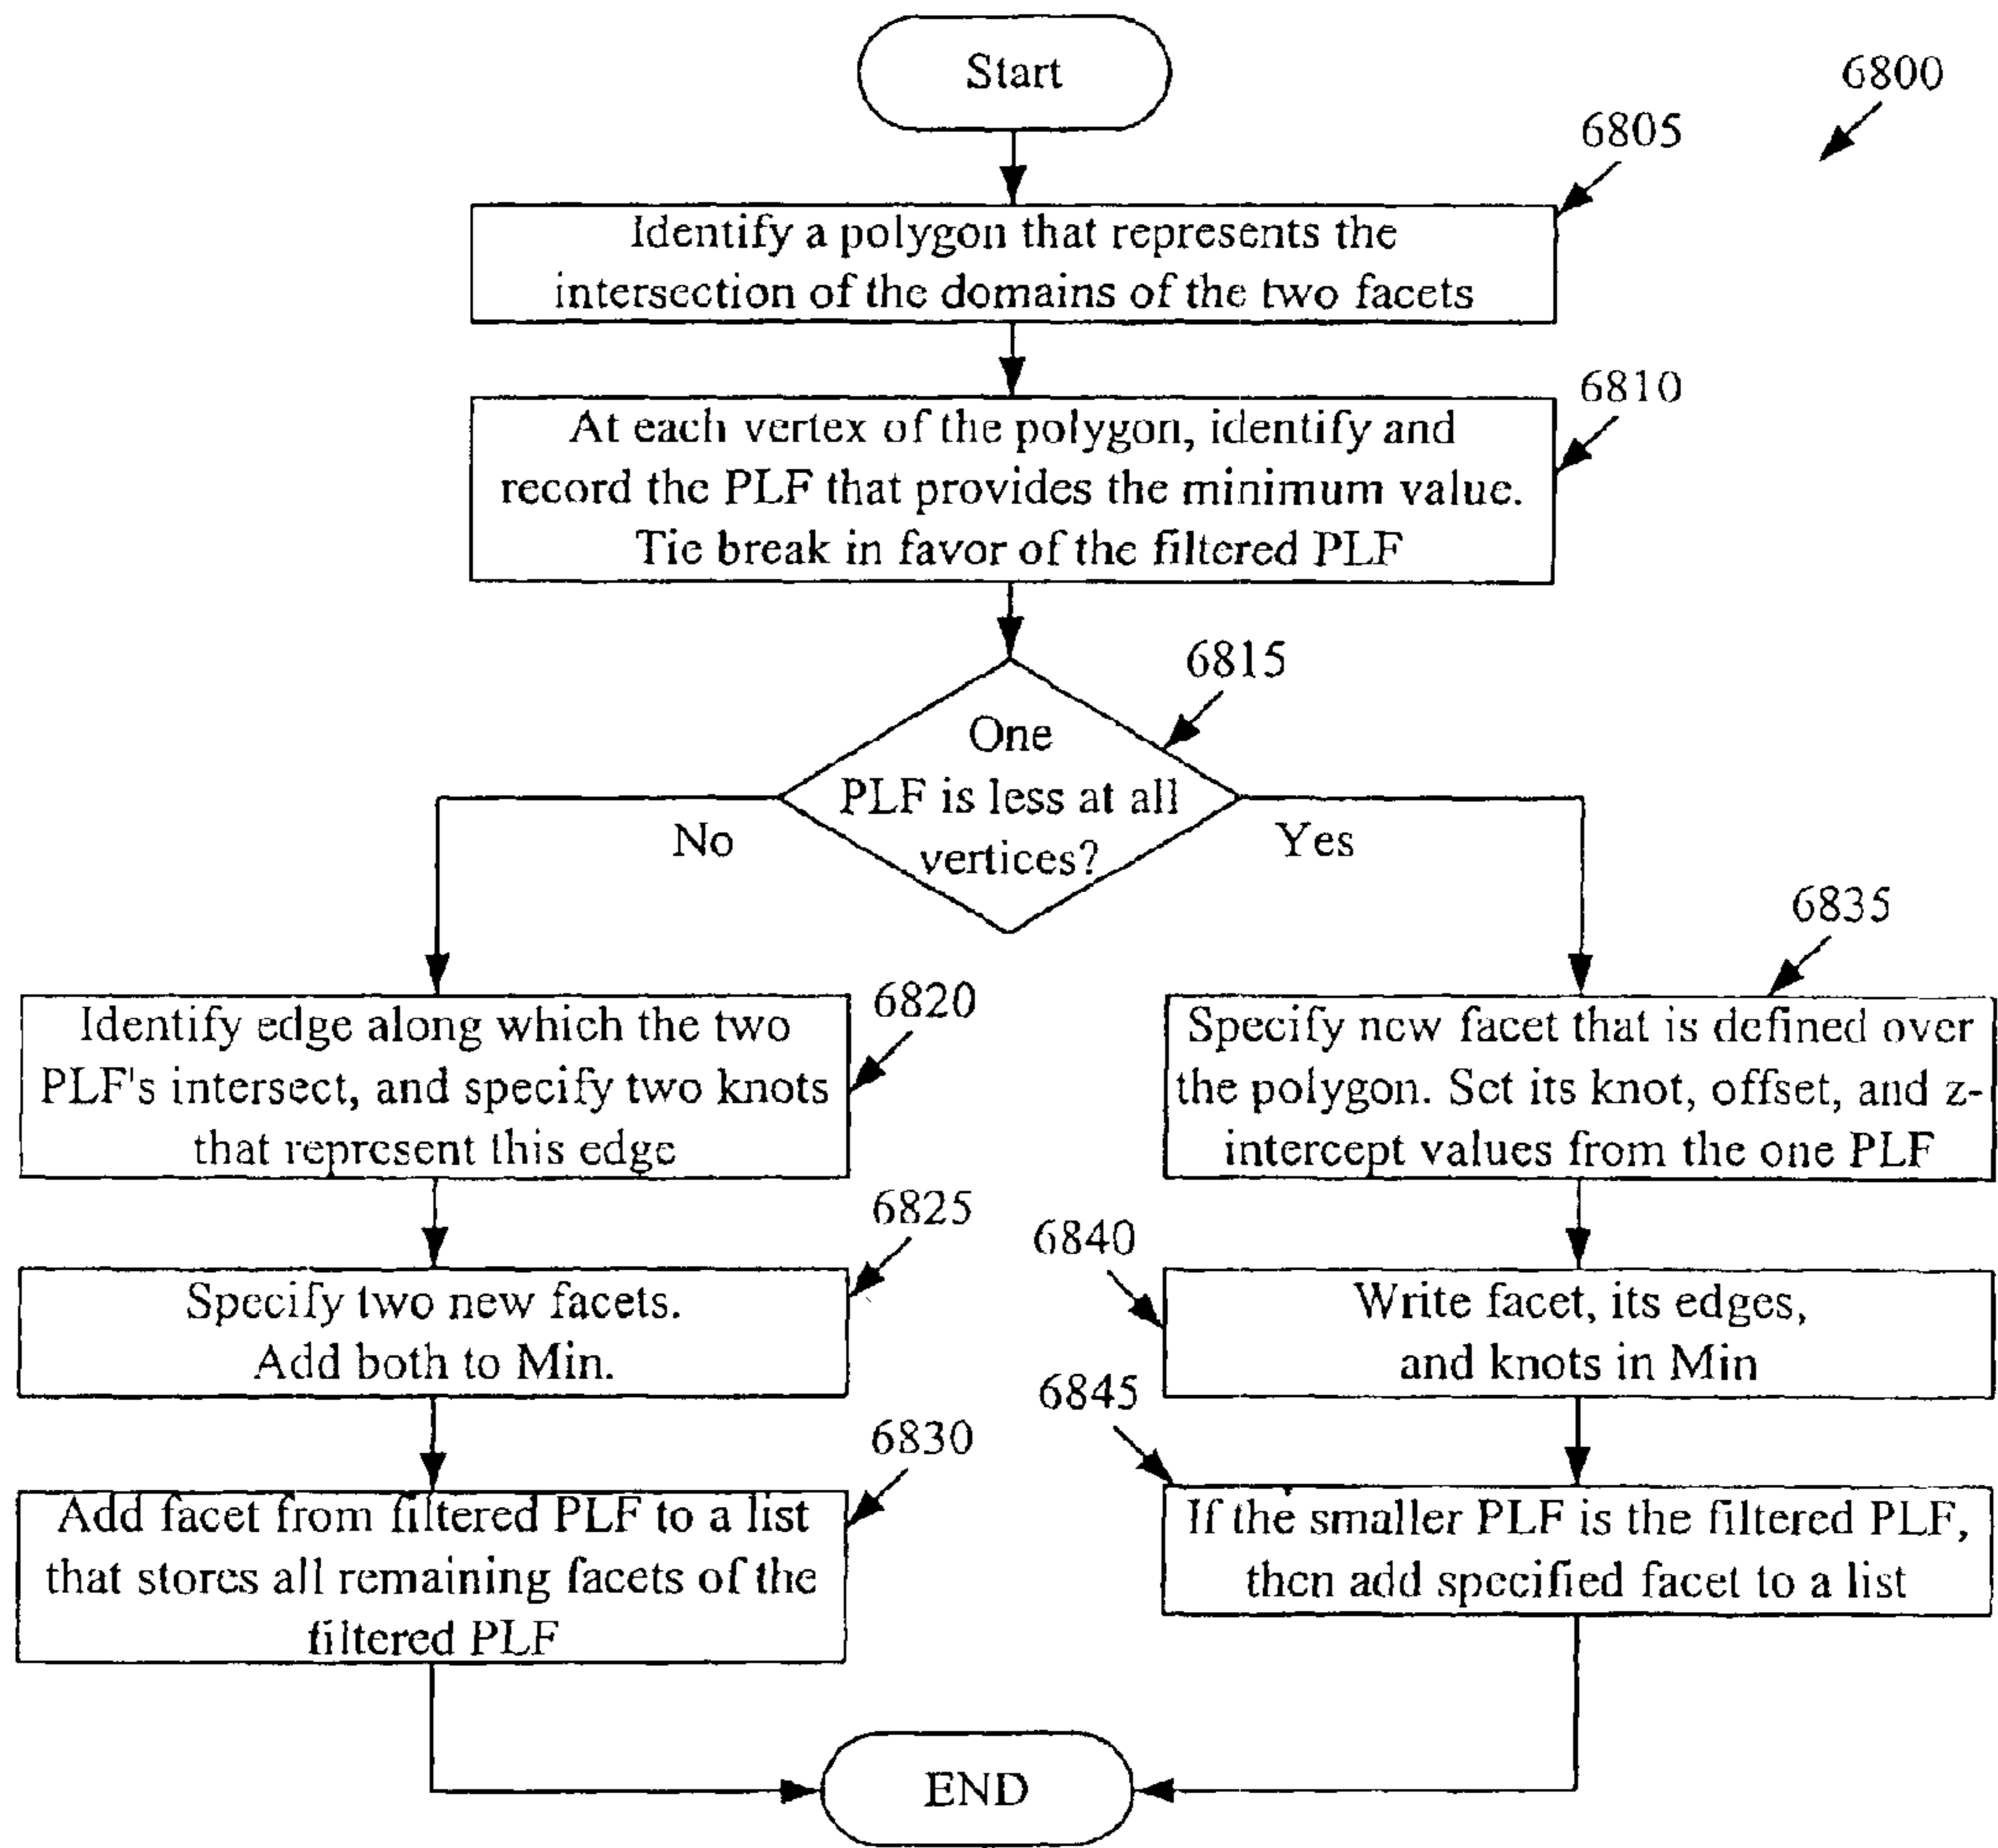 Start
6800
6805
Identify a polygon that represents the
intersection of the domains of the two facets
6810
At each vertex of the polygon, identify and
record the PLF that provides the minimum value.
Tie break in favor of the filtered PLF
6815
One
PLF is less at all
vertices?
No
Yes
6820
Identify edge along which the two
PLF's intersect, and specify two knots
that represent this edge
6825
Specify two new facets.
Add both to Min.
6830
Add facet from filtered PLF to a list
that stores all remaining facets of the
filtered PLF
6835
Specify new facet that is defined over
the polygon. Set its knot, offset, and z-
intercept values from the one PLF
6840
Write facet, its edges,
and knots in Min
6845
If the smaller PLF is the filtered PLF,
then add specified facet to a list
END